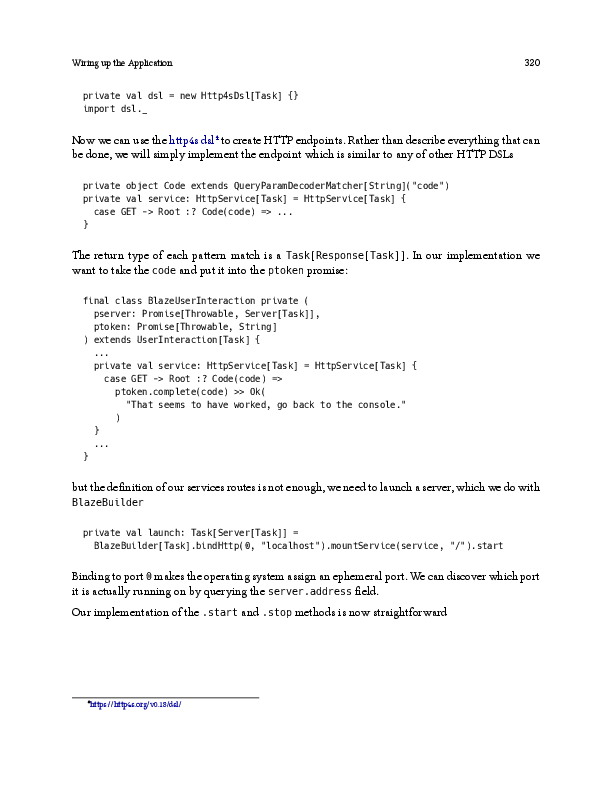 Wiring up the Application 320
private val dsl = new Http4sDsl[Task] {}
import dsl._
Now we can use the http4s dsl⁸ to create HTTP endpoints. Rather than describe everything that can
be done, we will simply implement the endpoint which is similar to any of other HTTP DSLs
private object Code extends QueryParamDecoderMatcher[String]("code")
private val service: HttpService[Task] = HttpService[Task] {
  case GET -> Root :? Code(code) => ...
}
The return type of each pattern match is a Task[Response[Task]]. In our implementation we
want to take the code and put it into the ptoken promise:
final class BlazeUserInteraction private (
  pserver: Promise[Throwable, Server[Task]],
  ptoken: Promise[Throwable, String]
) extends UserInteraction[Task] {
  ...
  private val service: HttpService[Task] = HttpService[Task] {
    case GET -> Root :? Code(code) =>
      ptoken.complete(code) >> Ok(
        "That seems to have worked, go back to the console."
      )
  }
  ...
}
but the definition of our services routes is not enough, we need to launch a server, which we do with
BlazeBuilder
private val launch: Task[Server[Task]] =
  BlazeBuilder[Task].bindHttp(0, "localhost").mountService(service, "/").start
Binding to port 0 makes the operating system assign an ephemeral port. We can discover which port
it is actually running on by querying the server.address field.
Our implementation of the .start and .stop methods is now straightforward
⁸https://http4s.org/v0.18/dsl/